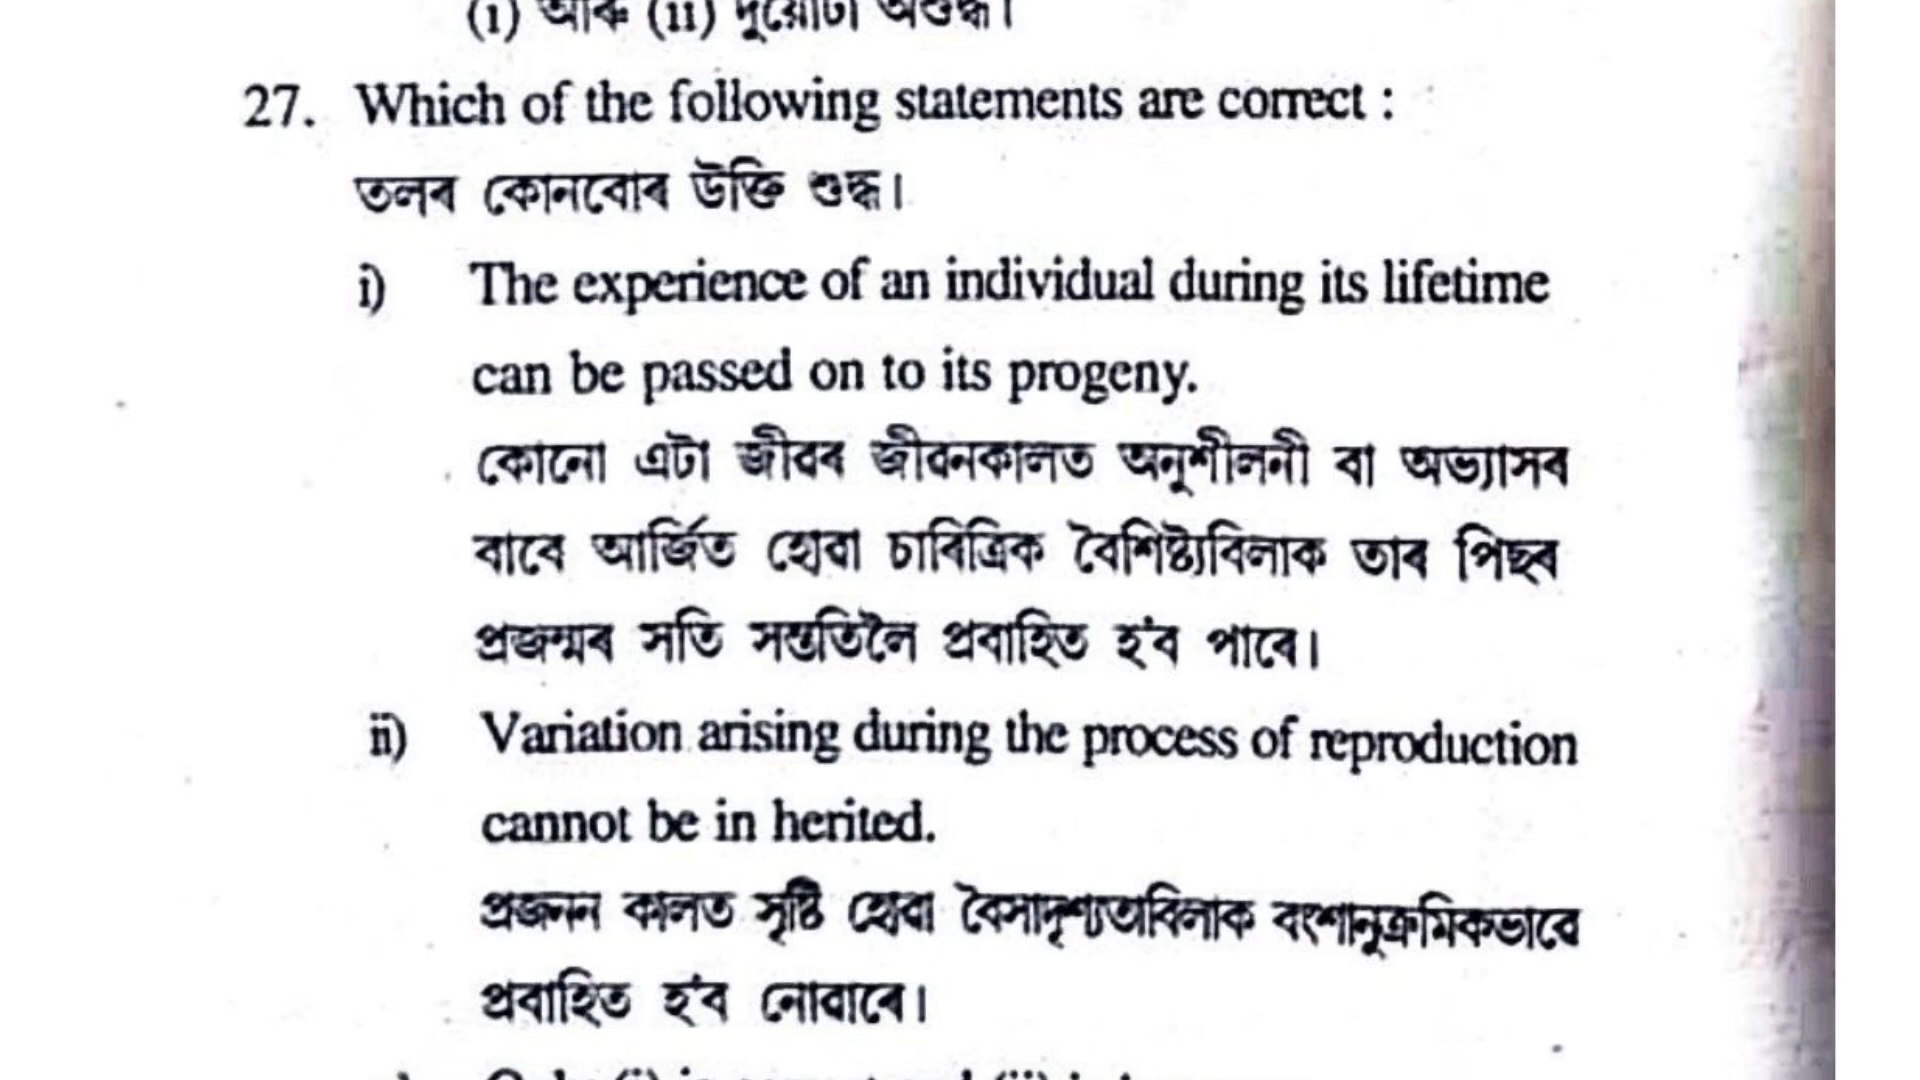 (i) আৰু (ii) দুয়োটা অশুদ্ধ।
27. Which of the following statements are correct :
তলৰ কোনবোৰ উক্তি শুদ্ধ।
i) The experience of an individual during its lifetime
can be passed on to its progeny.
কোনো এটা জীৱৰ জীৱনকালত অনুশীলনী বা অভ্যাসৰ
বাবে আৰ্জিত হোৱা চাৰিত্ৰিক বৈশিষ্ট্যবিলাক তাৰ পিছৰ
প্ৰজন্মৰ সতি সন্ততিলৈ প্ৰবাহিত হ'ব পাৰে।
ii) Variation arising during the process of reproduction
cannot be in herited.
প্ৰজনন কালত সৃষ্টি হোৱা বৈসাদৃশ্যতাবিলাক বংশানুক্ৰমিকভাৱে
প্ৰবাহিত হ'ব নোৱাৰে।